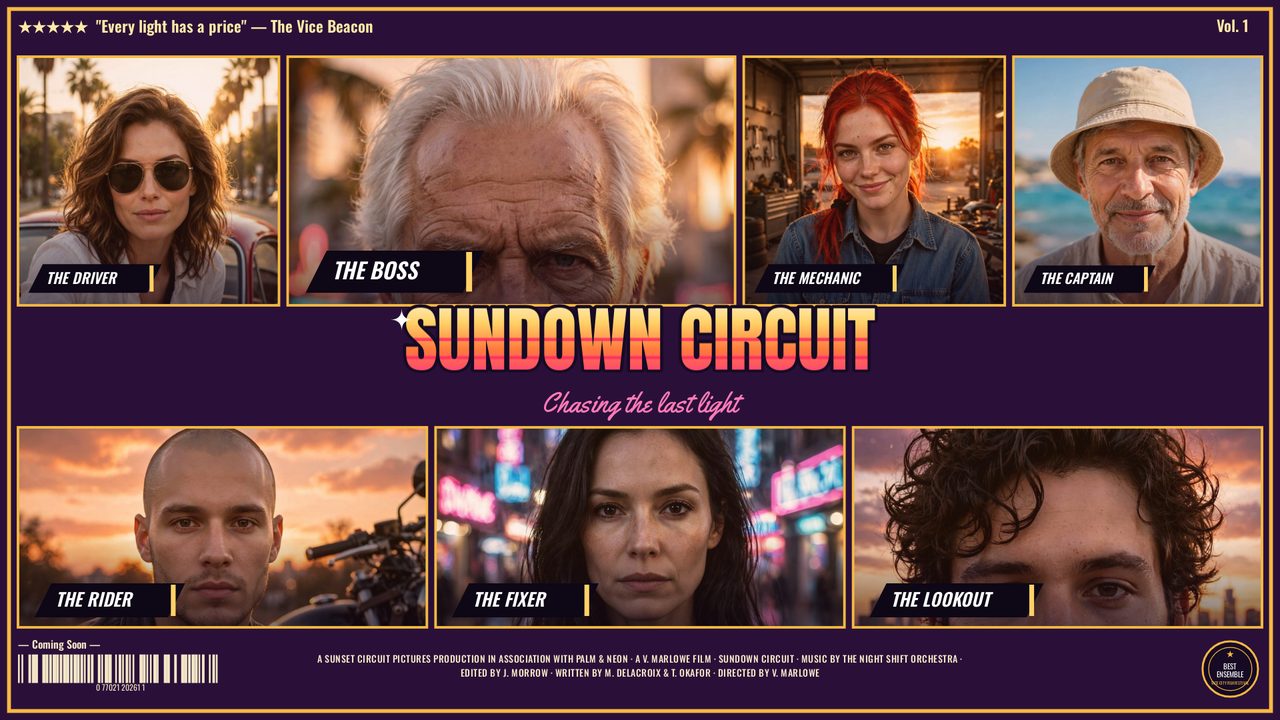 ★★★★★ "Every light has a price" — The Vice Beacon
Vol. 1
THE DRIVER
THE BOSS
THE MECHANIC
THE CAPTAIN
SUNDOWN CIRCUIT
Chasing the last light
THE RIDER
THE FIXER
THE LOOKOUT
— Coming Soon —
0 77021 20261 1
A SUNSET CIRCUIT PICTURES PRODUCTION IN ASSOCIATION WITH PALM & NEON · A V. MARLOWE FILM · SUNDOWN CIRCUIT · MUSIC BY THE NIGHT SHIFT ORCHESTRA ·
EDITED BY J. MORROW · WRITTEN BY M. DELACROIX & T. OKAFOR · DIRECTED BY V. MARLOWE
★
BEST
ENSEMBLE